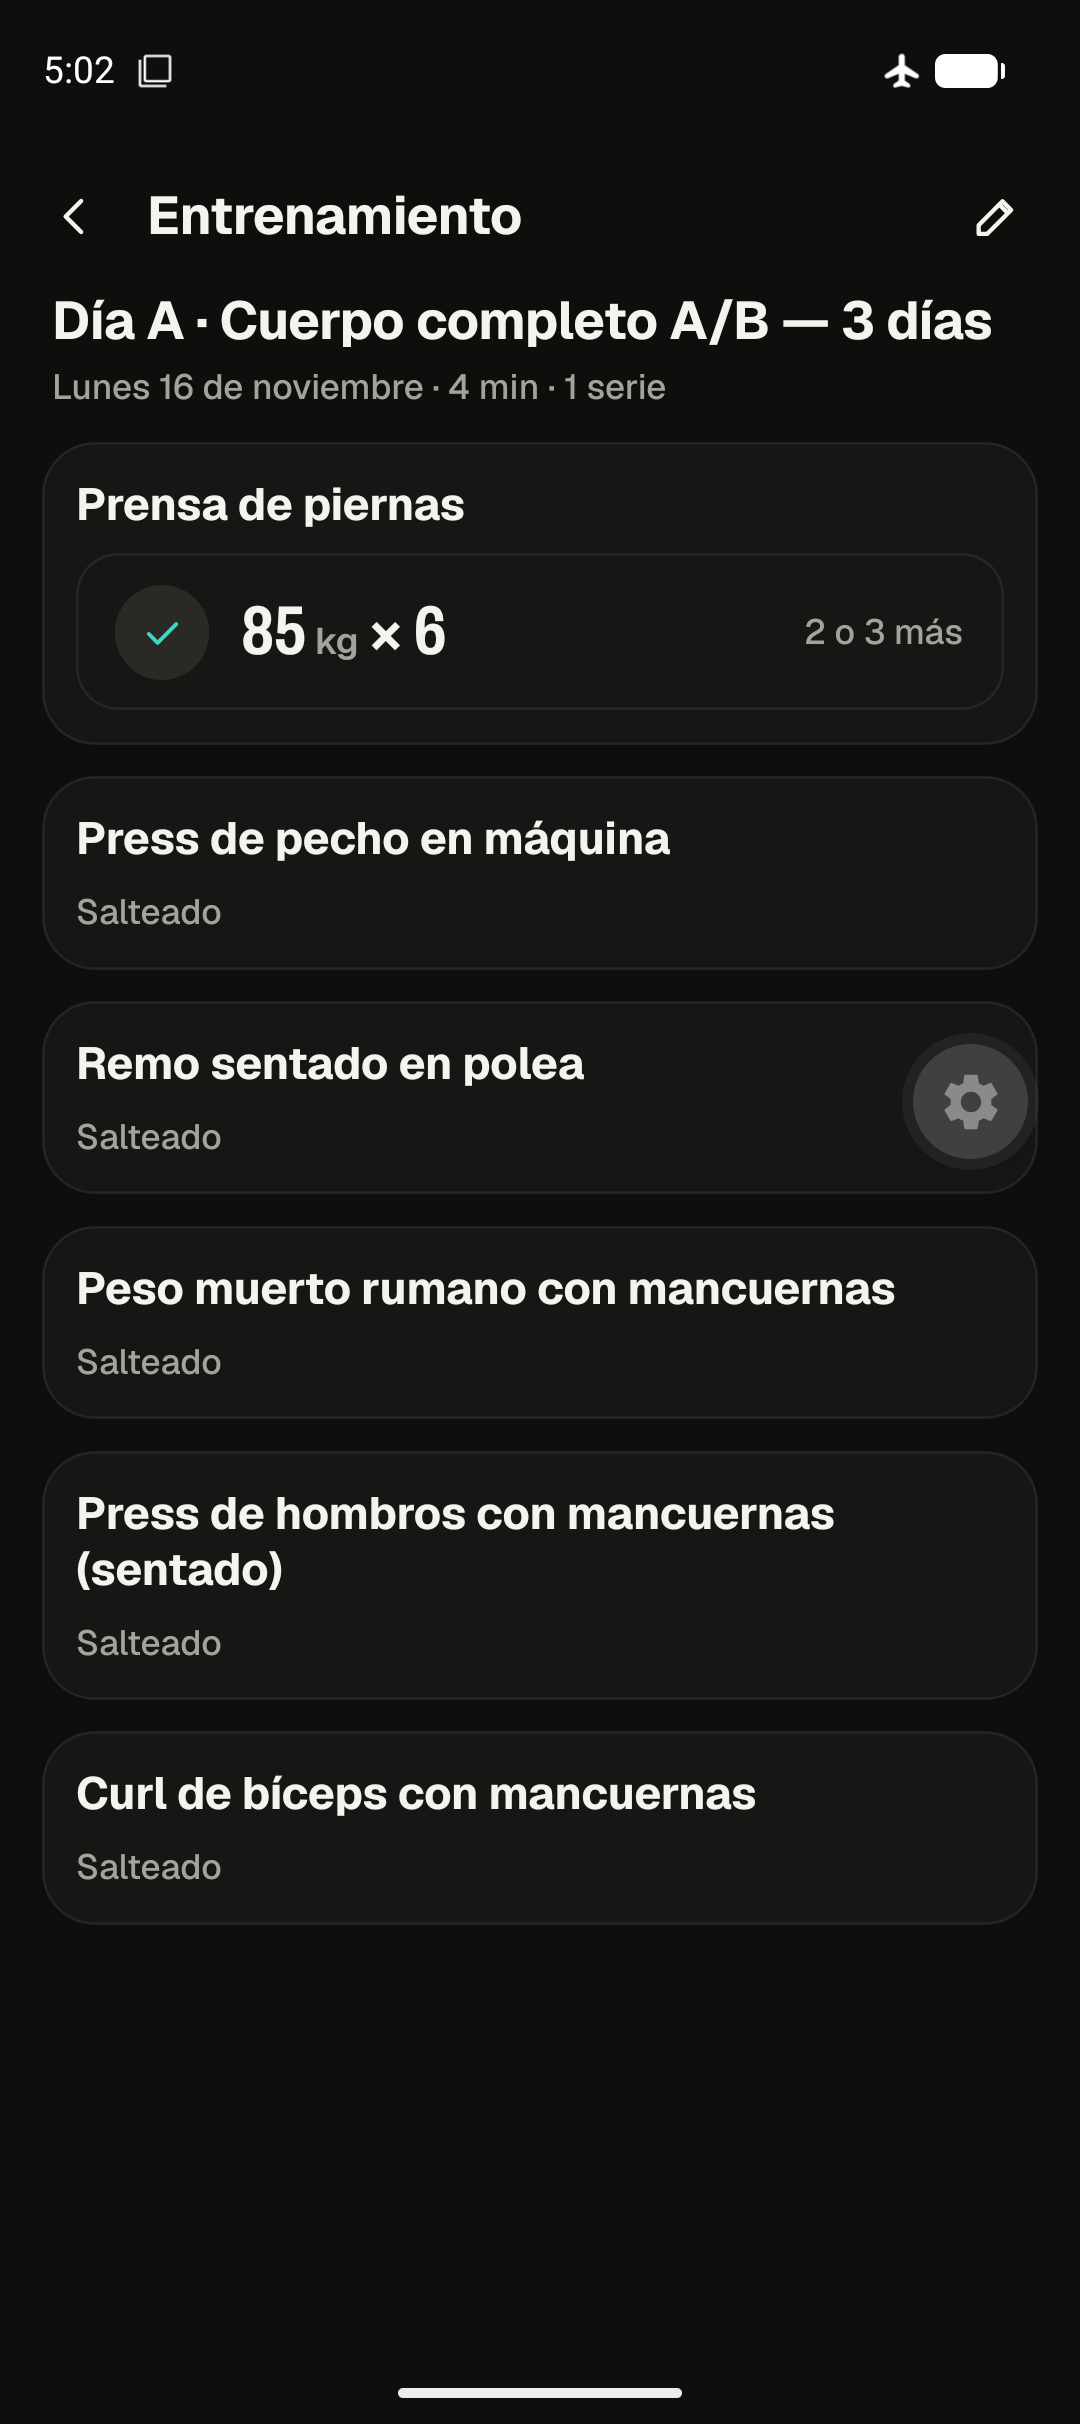 5:02
Entrenamiento
Día A · Cuerpo completo A/B — 3 días
Lunes 16 de noviembre · 4 min · 1 serie
Prensa de piernas
85 kg × 6
2 o 3 más
Press de pecho en máquina
Salteado
Remo sentado en polea
Salteado
Peso muerto rumano con mancuernas
Salteado
Press de hombros con mancuernas
(sentado)
Salteado
Curl de bíceps con mancuernas
Salteado